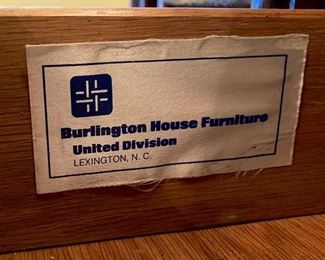 Burlington House Furniture
United Division
LEXINGTON, N. C.